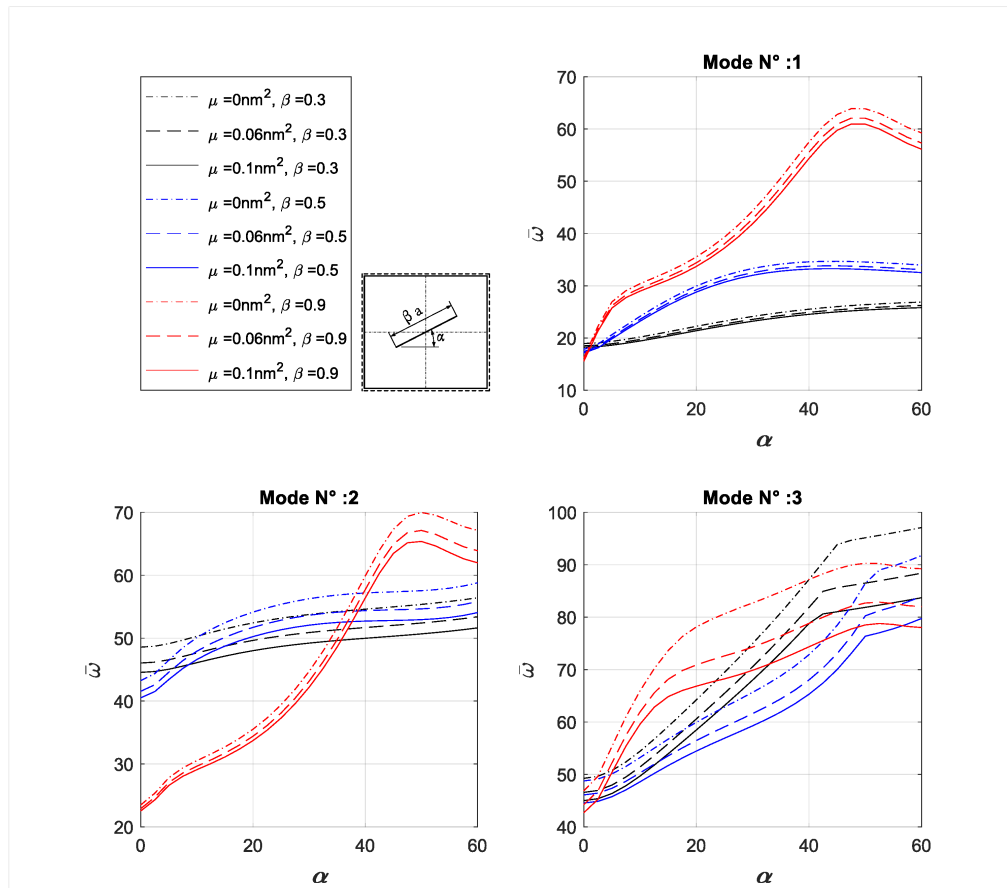 Mode N° :1
μ =0nm², β =0.3
μ =0.06nm², β =0.3
μ =0.1nm², β =0.3
μ =0nm², β =0.5
μ =0.06nm², β =0.5
μ =0.1nm², β =0.5
μ =0nm², β =0.9
μ =0.06nm², β =0.9
μ =0.1nm², β =0.9
β a
α
70
60
50
40
30
20
10
ω̄
0
20
40
60
α
Mode N° :2
70
60
50
40
30
20
ω̄
0
20
40
60
α
Mode N° :3
100
90
80
70
60
50
40
ω̄
0
20
40
60
α